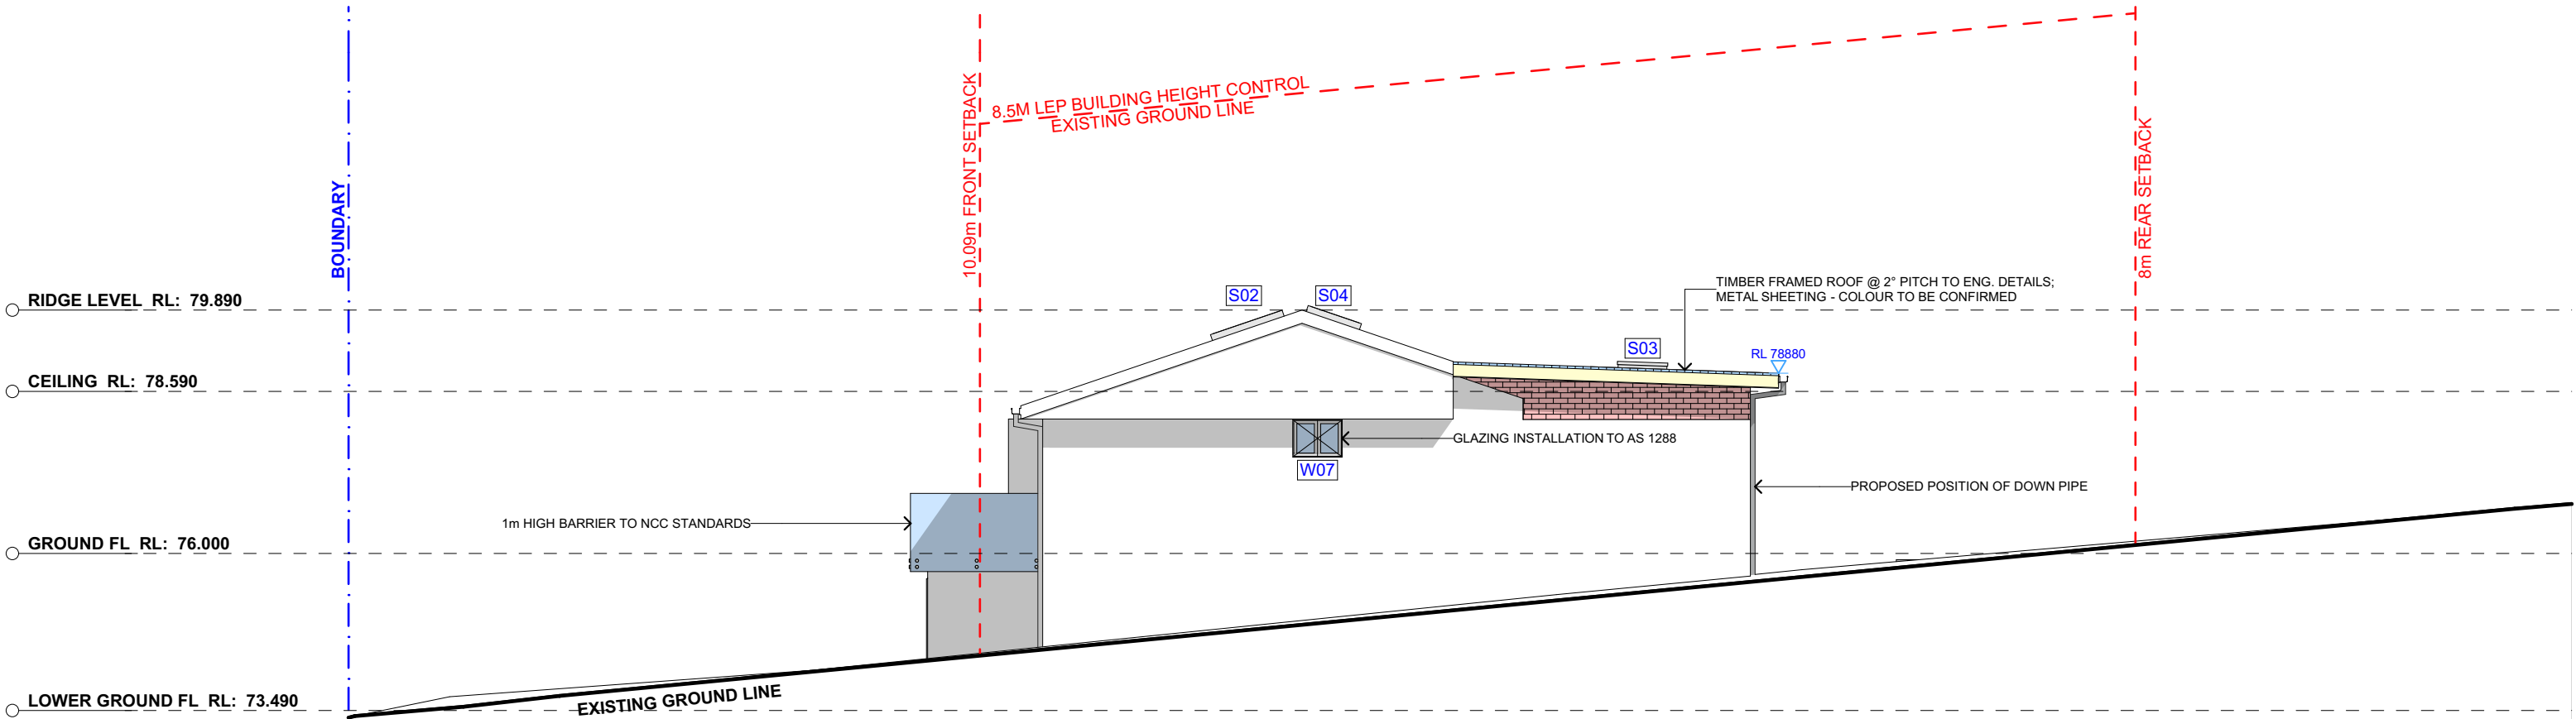 BOUNDARY
10.09m FRONT SETBACK
8.5M LEP BUILDING HEIGHT CONTROL
EXISTING GROUND LINE
8m REAR SETBACK
RIDGE LEVEL RL: 79.890
S02
S04
TIMBER FRAMED ROOF @ 2° PITCH TO ENG. DETAILS;
METAL SHEETING - COLOUR TO BE CONFIRMED
S03
RL 78880
CEILING RL: 78.590
GLAZING INSTALLATION TO AS 1288
W07
PROPOSED POSITION OF DOWN PIPE
1m HIGH BARRIER TO NCC STANDARDS
GROUND FL RL: 76.000
LOWER GROUND FL RL: 73.490
EXISTING GROUND LINE